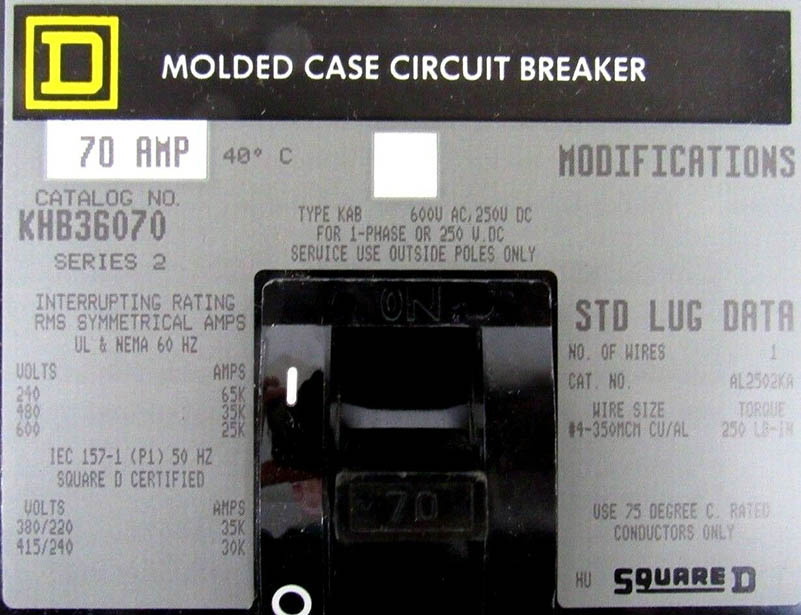 D
MOLDED CASE CIRCUIT BREAKER
70 AMP
40° C
MODIFICATIONS
CATALOG NO.
KHB36070
SERIES 2
TYPE KAB 600V AC, 250V DC
FOR 1-PHASE OR 250 V.DC
SERVICE USE OUTSIDE POLES ONLY
INTERRUPTING RATING
RMS SYMMETRICAL AMPS
UL & NEMA 60 HZ
VOLTS AMPS
240 65K
480 35K
600 25K
IEC 157-1 (P1) 50 HZ
SQUARE D CERTIFIED
VOLTS AMPS
380/220 35K
415/240 30K
ON
I
70
O
STD LUG DATA
NO. OF WIRES 1
CAT. NO. AL2502KA
WIRE SIZE TORQUE
#4-350MCM CU/AL 250 LB-IN
USE 75 DEGREE C. RATED
CONDUCTORS ONLY
HU SQUARE D